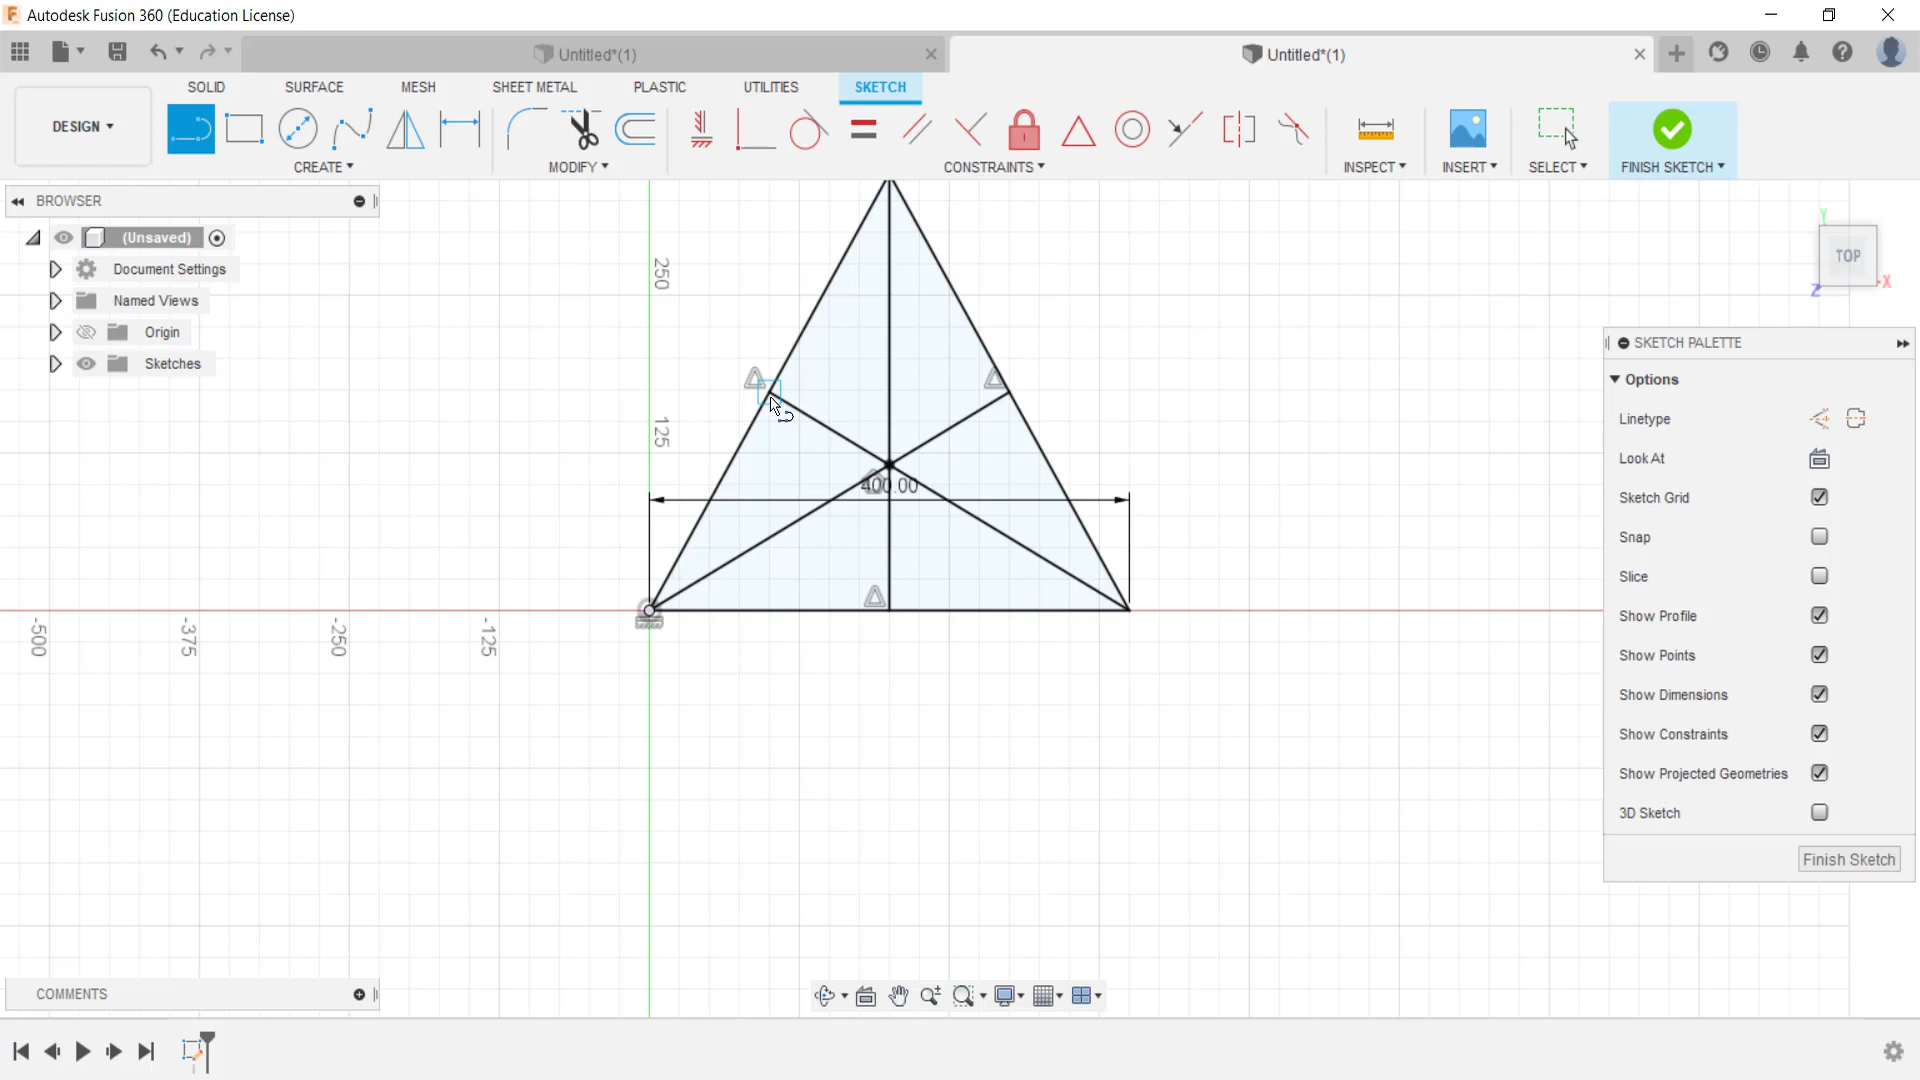 Autodesk Fusion 360 (Education License)
Untitled*(1)
Untitled*(1)
SOLID SURFACE MESH SHEET METAL PLASTIC UTILITIES SKETCH
DESIGN
CREATE MODIFY CONSTRAINTS INSPECT INSERT SELECT FINISH SKETCH
BROWSER
(Unsaved)
Document Settings
Named Views
Origin
Sketches
250
125
400.00
-500
-375
-250
-125
Y
TOP
X
Z
SKETCH PALETTE
Options
Linetype
Look At
Sketch Grid
Snap
Slice
Show Profile
Show Points
Show Dimensions
Show Constraints
Show Projected Geometries
3D Sketch
Finish Sketch
COMMENTS